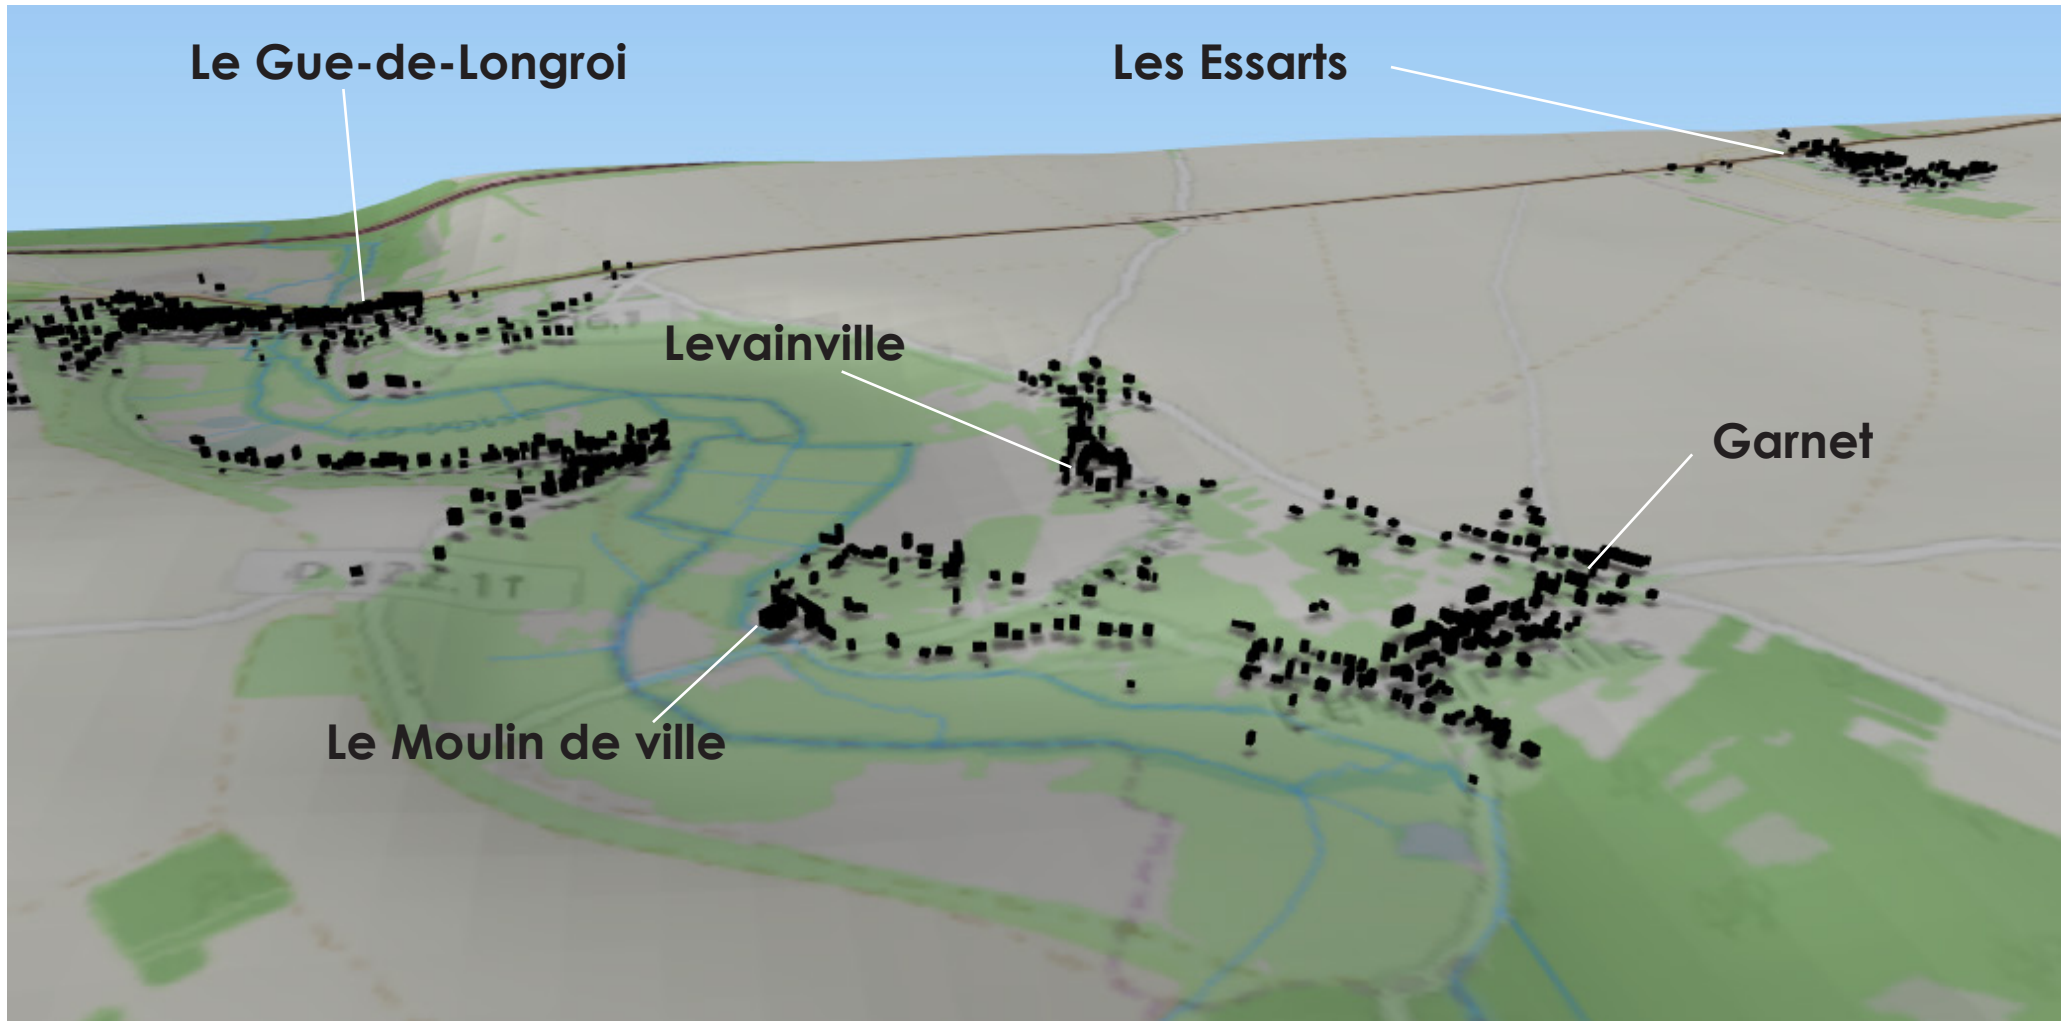 Le Gue-de-Longroi
Les Essarts
Levainville
Garnet
Le Moulin de ville